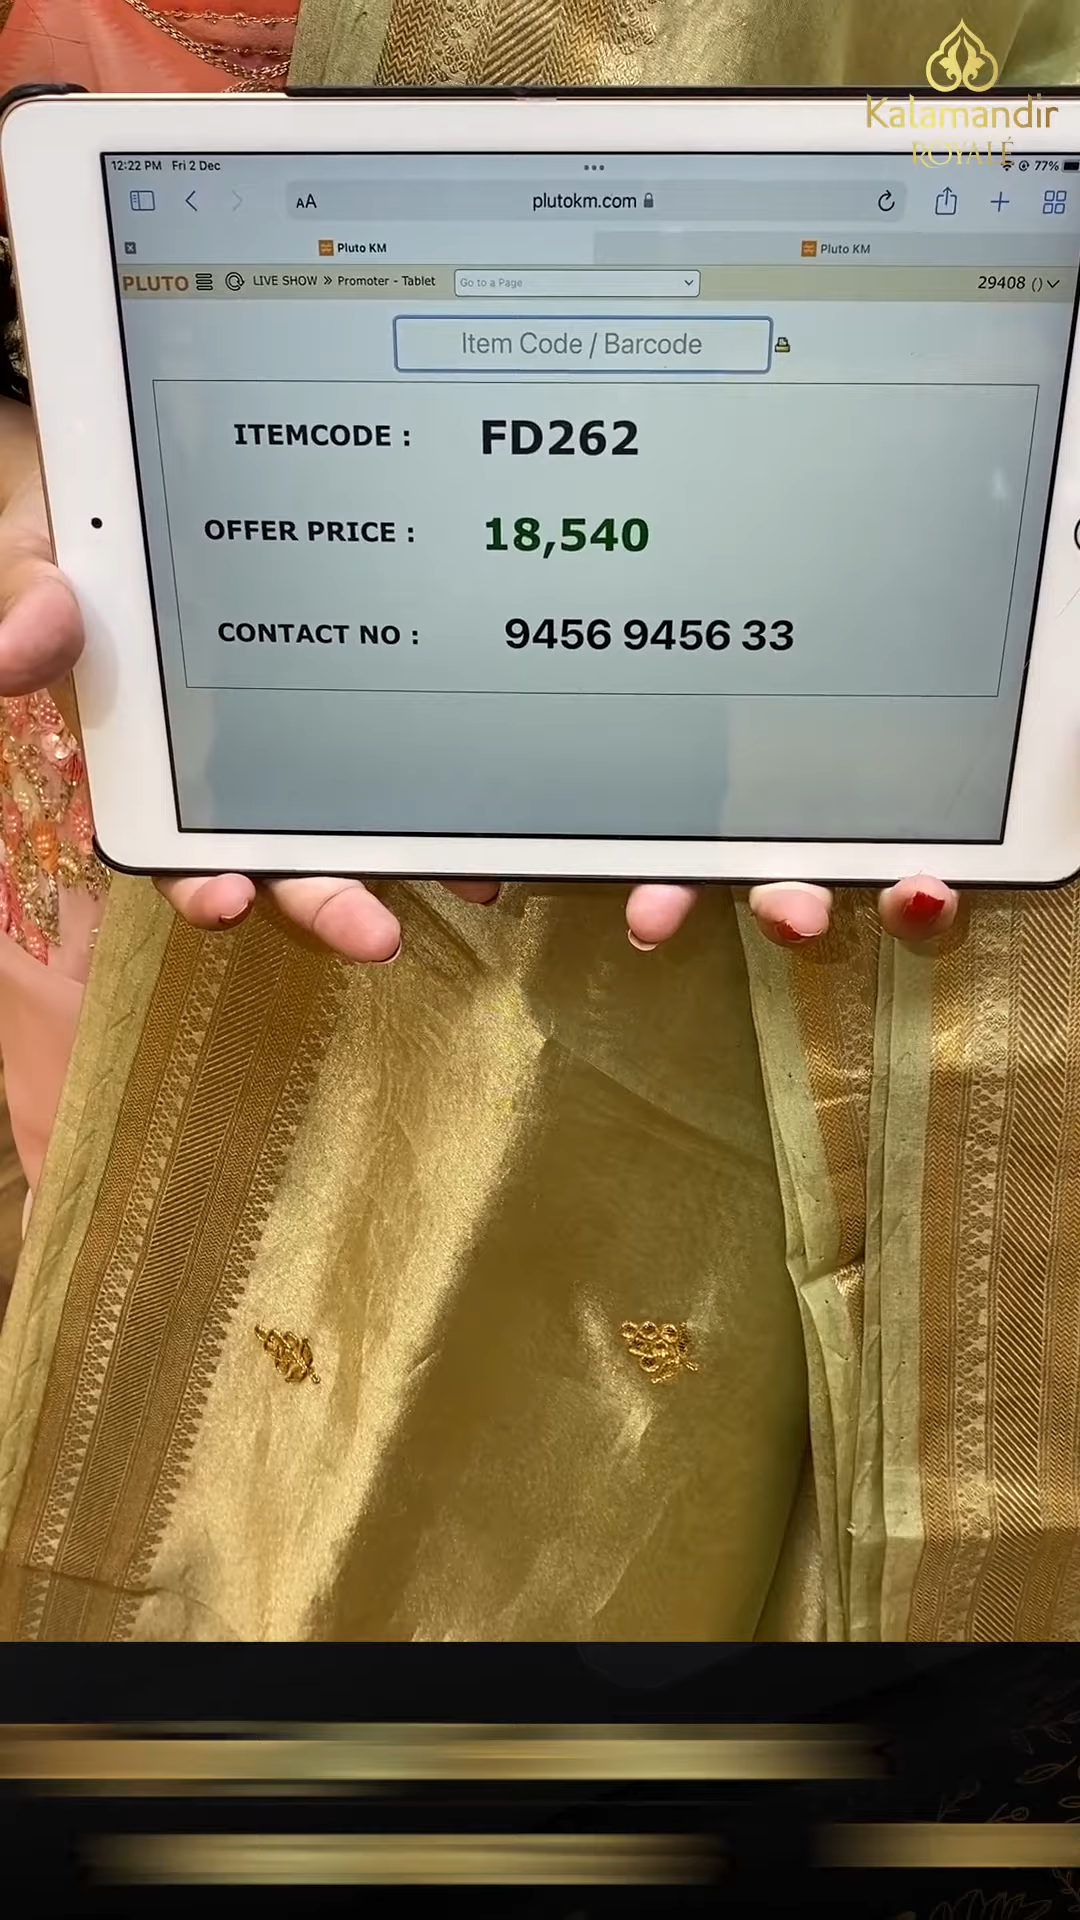 Kalamandir
ROYALÉ
12:22 PM Fri 2 Dec
77%
AA
plutokm.com
Pluto KM
Pluto KM
PLUTO
LIVE SHOW » Promoter - Tablet
Go to a Page
29408 ()
Item Code / Barcode
ITEMCODE : FD262
OFFER PRICE : 18,540
CONTACT NO : 9456 9456 33